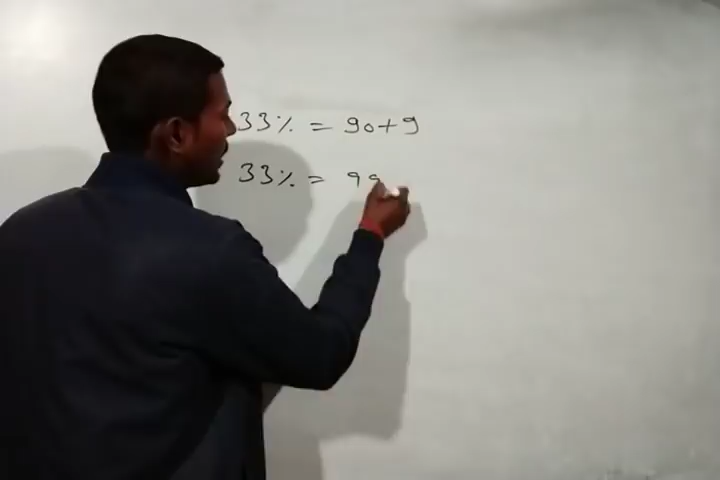 33% = 90+9
33% = 99